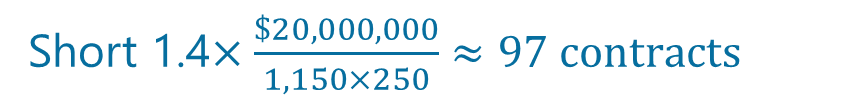 Short 1.4× $20,000,000 / 1,150×250 ≈ 97 contracts